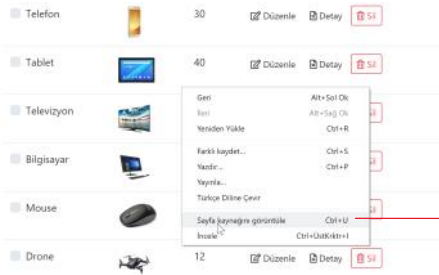 Telefon 30 Düzenle Detay Sil
Tablet 40 Düzenle Detay Sil
Geri Alt+Sol Ok
İleri Alt+Sağ Ok
Televizyon
Yeniden Yükle Ctrl+R
Farklı kaydet... Ctrl+S
Bilgisayar
Yazdır... Ctrl+P
Yayınla...
Türkçe Diline Çevir
Mouse
Sayfa kaynağını görüntüle Ctrl+U
İncele Ctrl+ÜstKrktr+I
Drone 12 Düzenle Detay Sil